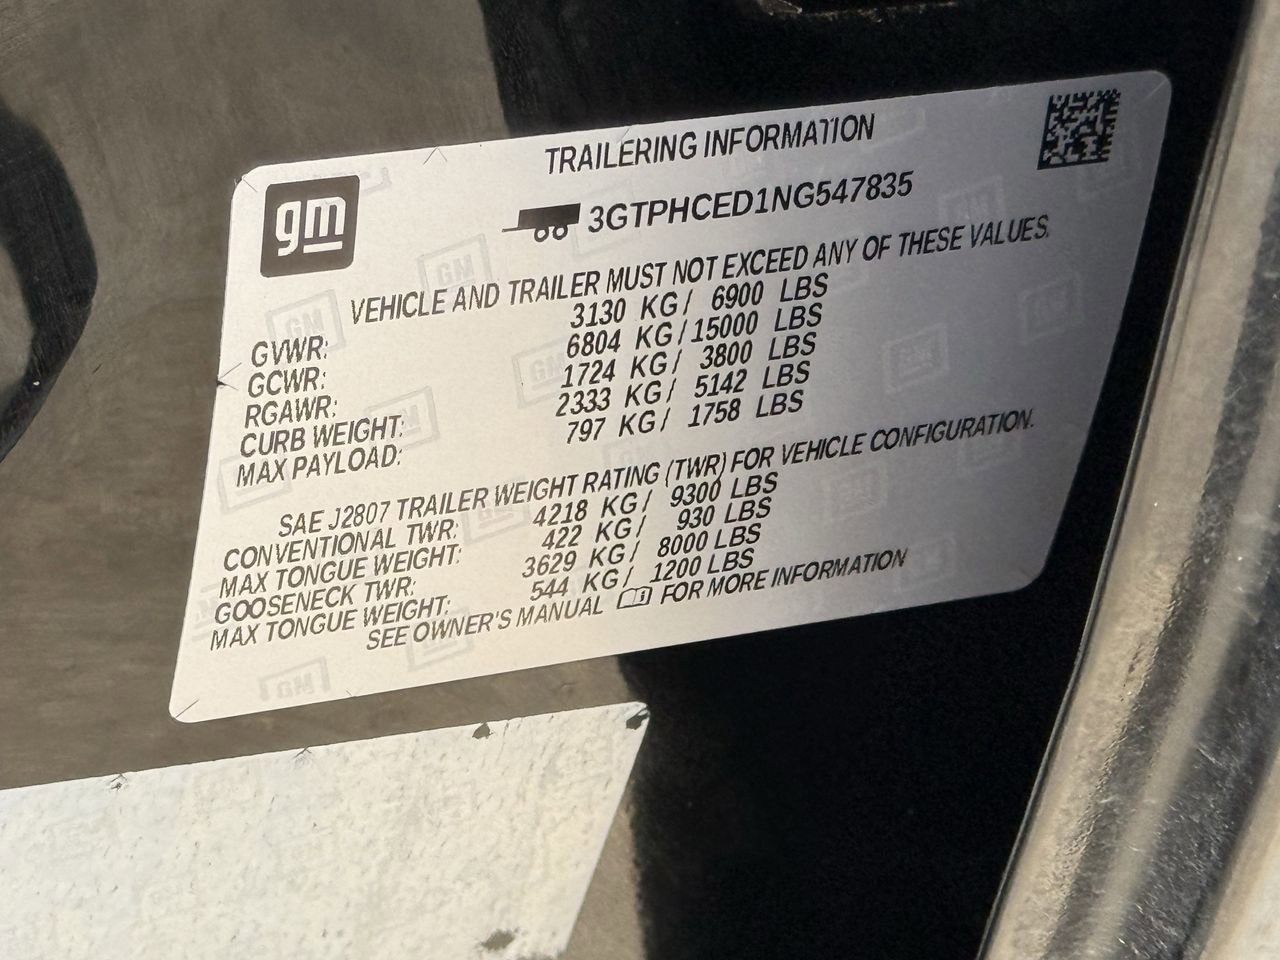 TRAILERING INFORMATION
gm
3GTPHCED1NG547835
VEHICLE AND TRAILER MUST NOT EXCEED ANY OF THESE VALUES.
GVWR: 3130 KG/ 6900 LBS
GCWR: 6804 KG/15000 LBS
RGAWR: 1724 KG/ 3800 LBS
CURB WEIGHT: 2333 KG/ 5142 LBS
MAX PAYLOAD: 797 KG/ 1758 LBS
SAE J2807 TRAILER WEIGHT RATING (TWR) FOR VEHICLE CONFIGURATION.
CONVENTIONAL TWR: 4218 KG/ 9300 LBS
MAX TONGUE WEIGHT: 422 KG/ 930 LBS
GOOSENECK TWR: 3629 KG/ 8000 LBS
MAX TONGUE WEIGHT: 544 KG/ 1200 LBS
SEE OWNER'S MANUAL FOR MORE INFORMATION